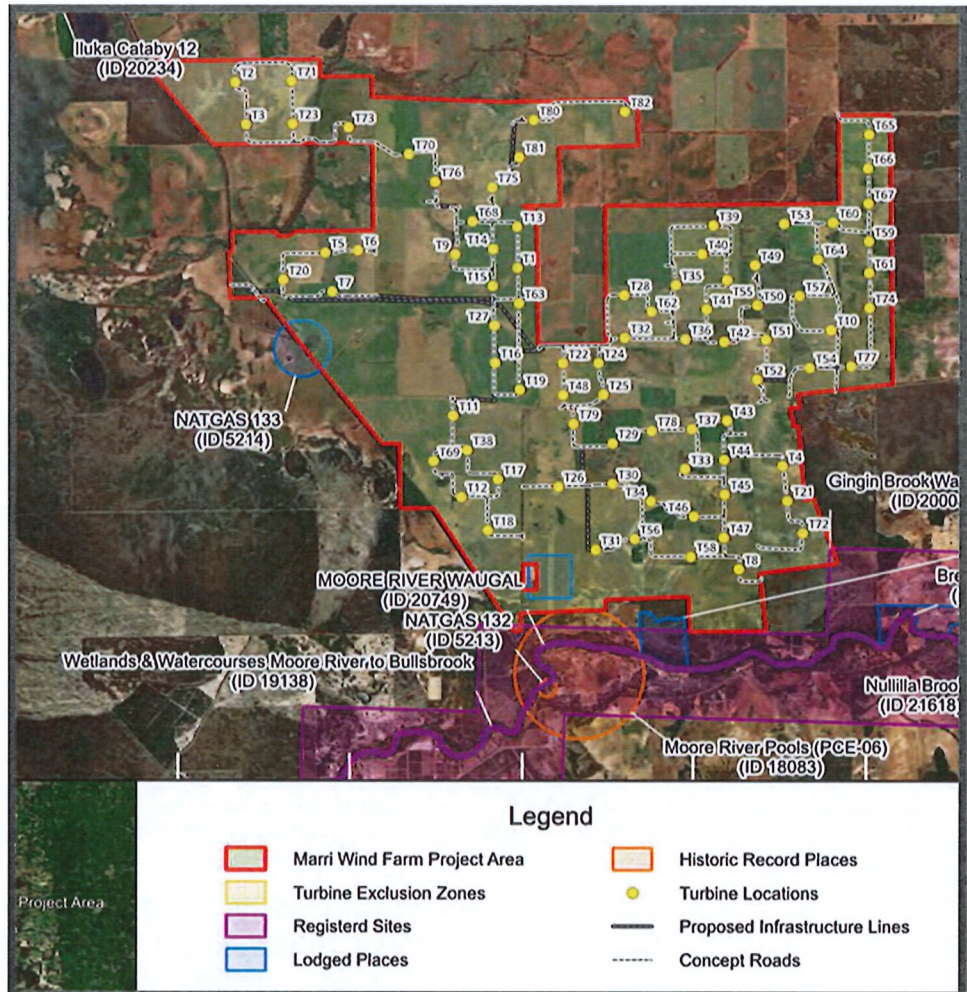 Iluka Cataby 12
(ID 20234)
T2
T71
T3
T23
T73
T82
T80
T65
T70
T81
T66
T76
T75
T67
T68
T13
T39
T53
T60
T5
T6
T9
T14
T40
T59
T64
T20
T15
T1
T49
T61
T7
T35
T55
T57
T63
T28
T62
T41
T50
T74
T27
T32
T36
T42
T51
T10
T16
T22
T24
T54
T77
T52
T19
T48
T25
NATGAS 133
(ID 5214)
T11
T79
T78
T37
T43
T29
T38
T69
T33
T44
T4
T17
T12
T26
T30
T45
T21
Gingin Brook Wa
(ID 2000
T34
T46
T18
T56
T47
T72
T31
T58
T8
MOORE RIVER WAUGAL
(ID 20749)
Bre
(
NATGAS 132
(ID 5213)
Wetlands & Watercourses Moore River to Bullsbrook
(ID 19138)
Nullilla Broo
(ID 21618)
Moore River Pools (PCE-06)
(ID 18083)
Project Area
Legend
Marri Wind Farm Project Area
Turbine Exclusion Zones
Registerd Sites
Lodged Places
Historic Record Places
Turbine Locations
Proposed Infrastructure Lines
Concept Roads